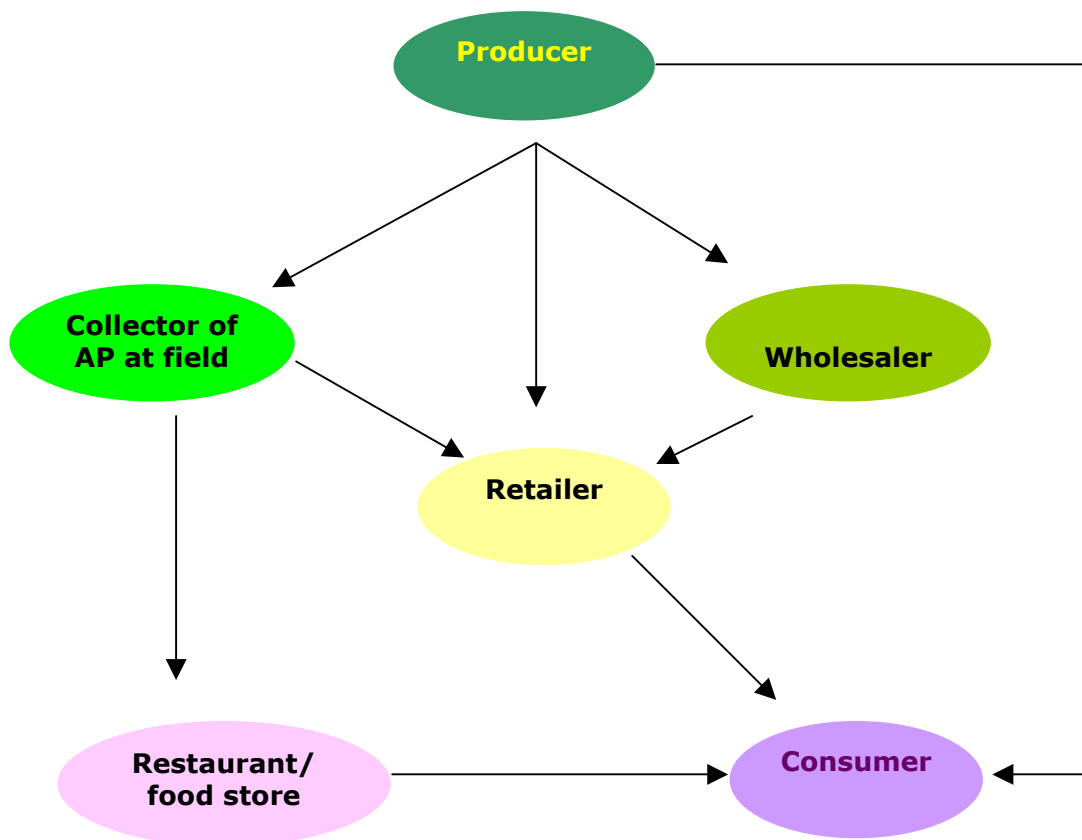 Producer
Collector of
AP at field
Wholesaler
Retailer
Restaurant/
food store
Consumer